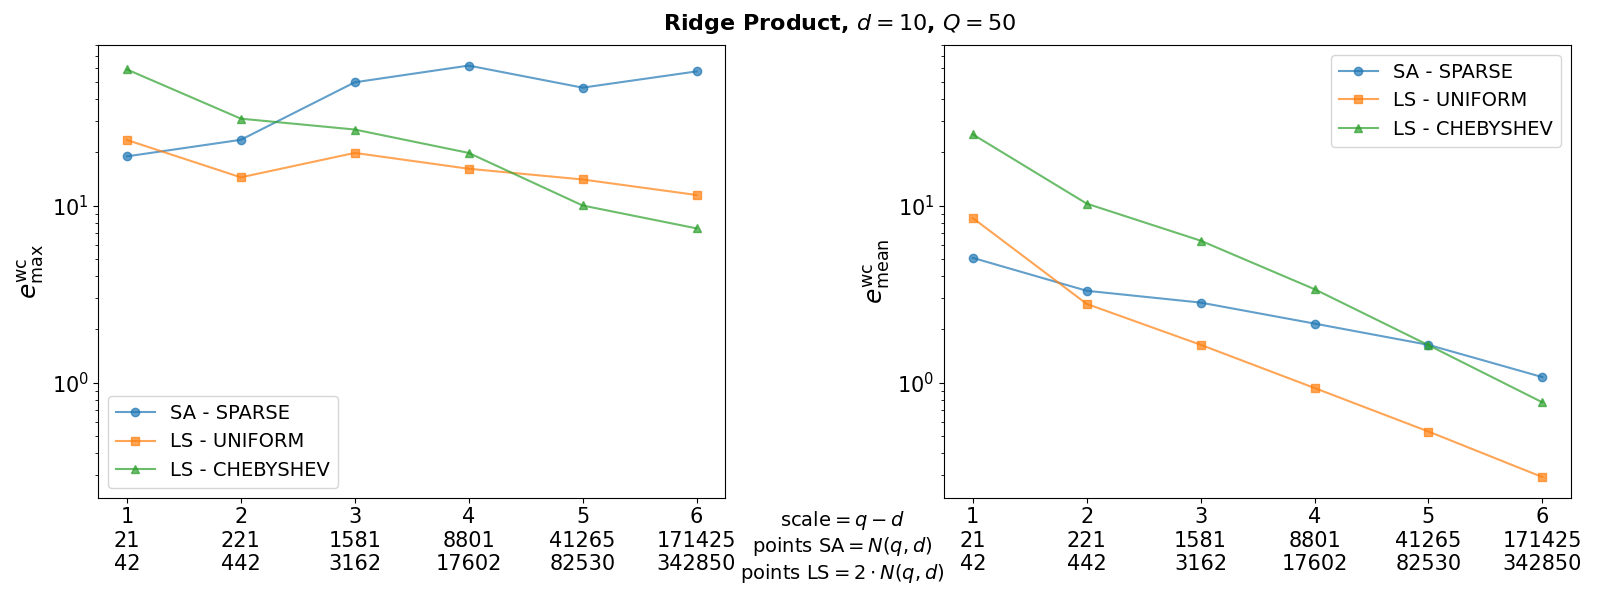 Ridge Product, d = 10, Q = 50
10¹
10⁰
e^wc_max
SA - SPARSE
LS - UNIFORM
LS - CHEBYSHEV
1 2 3 4 5 6
21 221 1581 8801 41265 171425
42 442 3162 17602 82530 342850
scale = q − d
points SA = N(q, d)
points LS = 2 · N(q, d)
10¹
10⁰
e^wc_mean
SA - SPARSE
LS - UNIFORM
LS - CHEBYSHEV
1 2 3 4 5 6
21 221 1581 8801 41265 171425
42 442 3162 17602 82530 342850